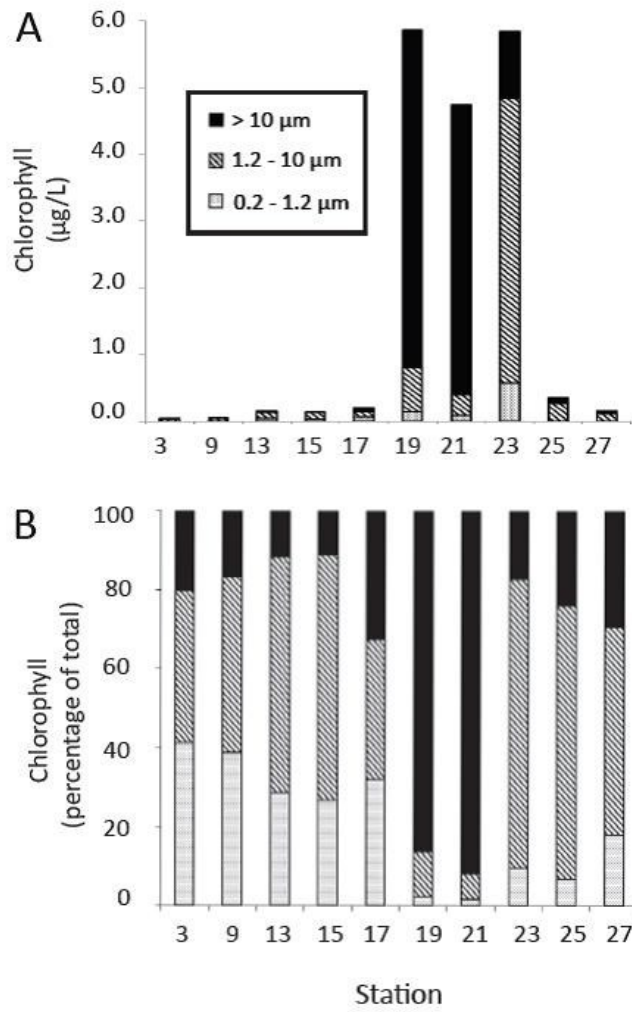 A
6.0
5.0
4.0
3.0
2.0
1.0
0.0
Chlorophyll
(µg/L)
> 10 µm
1.2 - 10 µm
0.2 - 1.2 µm
3 9 13 15 17 19 21 23 25 27
B
100
80
60
40
20
0
Chlorophyll
(percentage of total)
3 9 13 15 17 19 21 23 25 27
Station